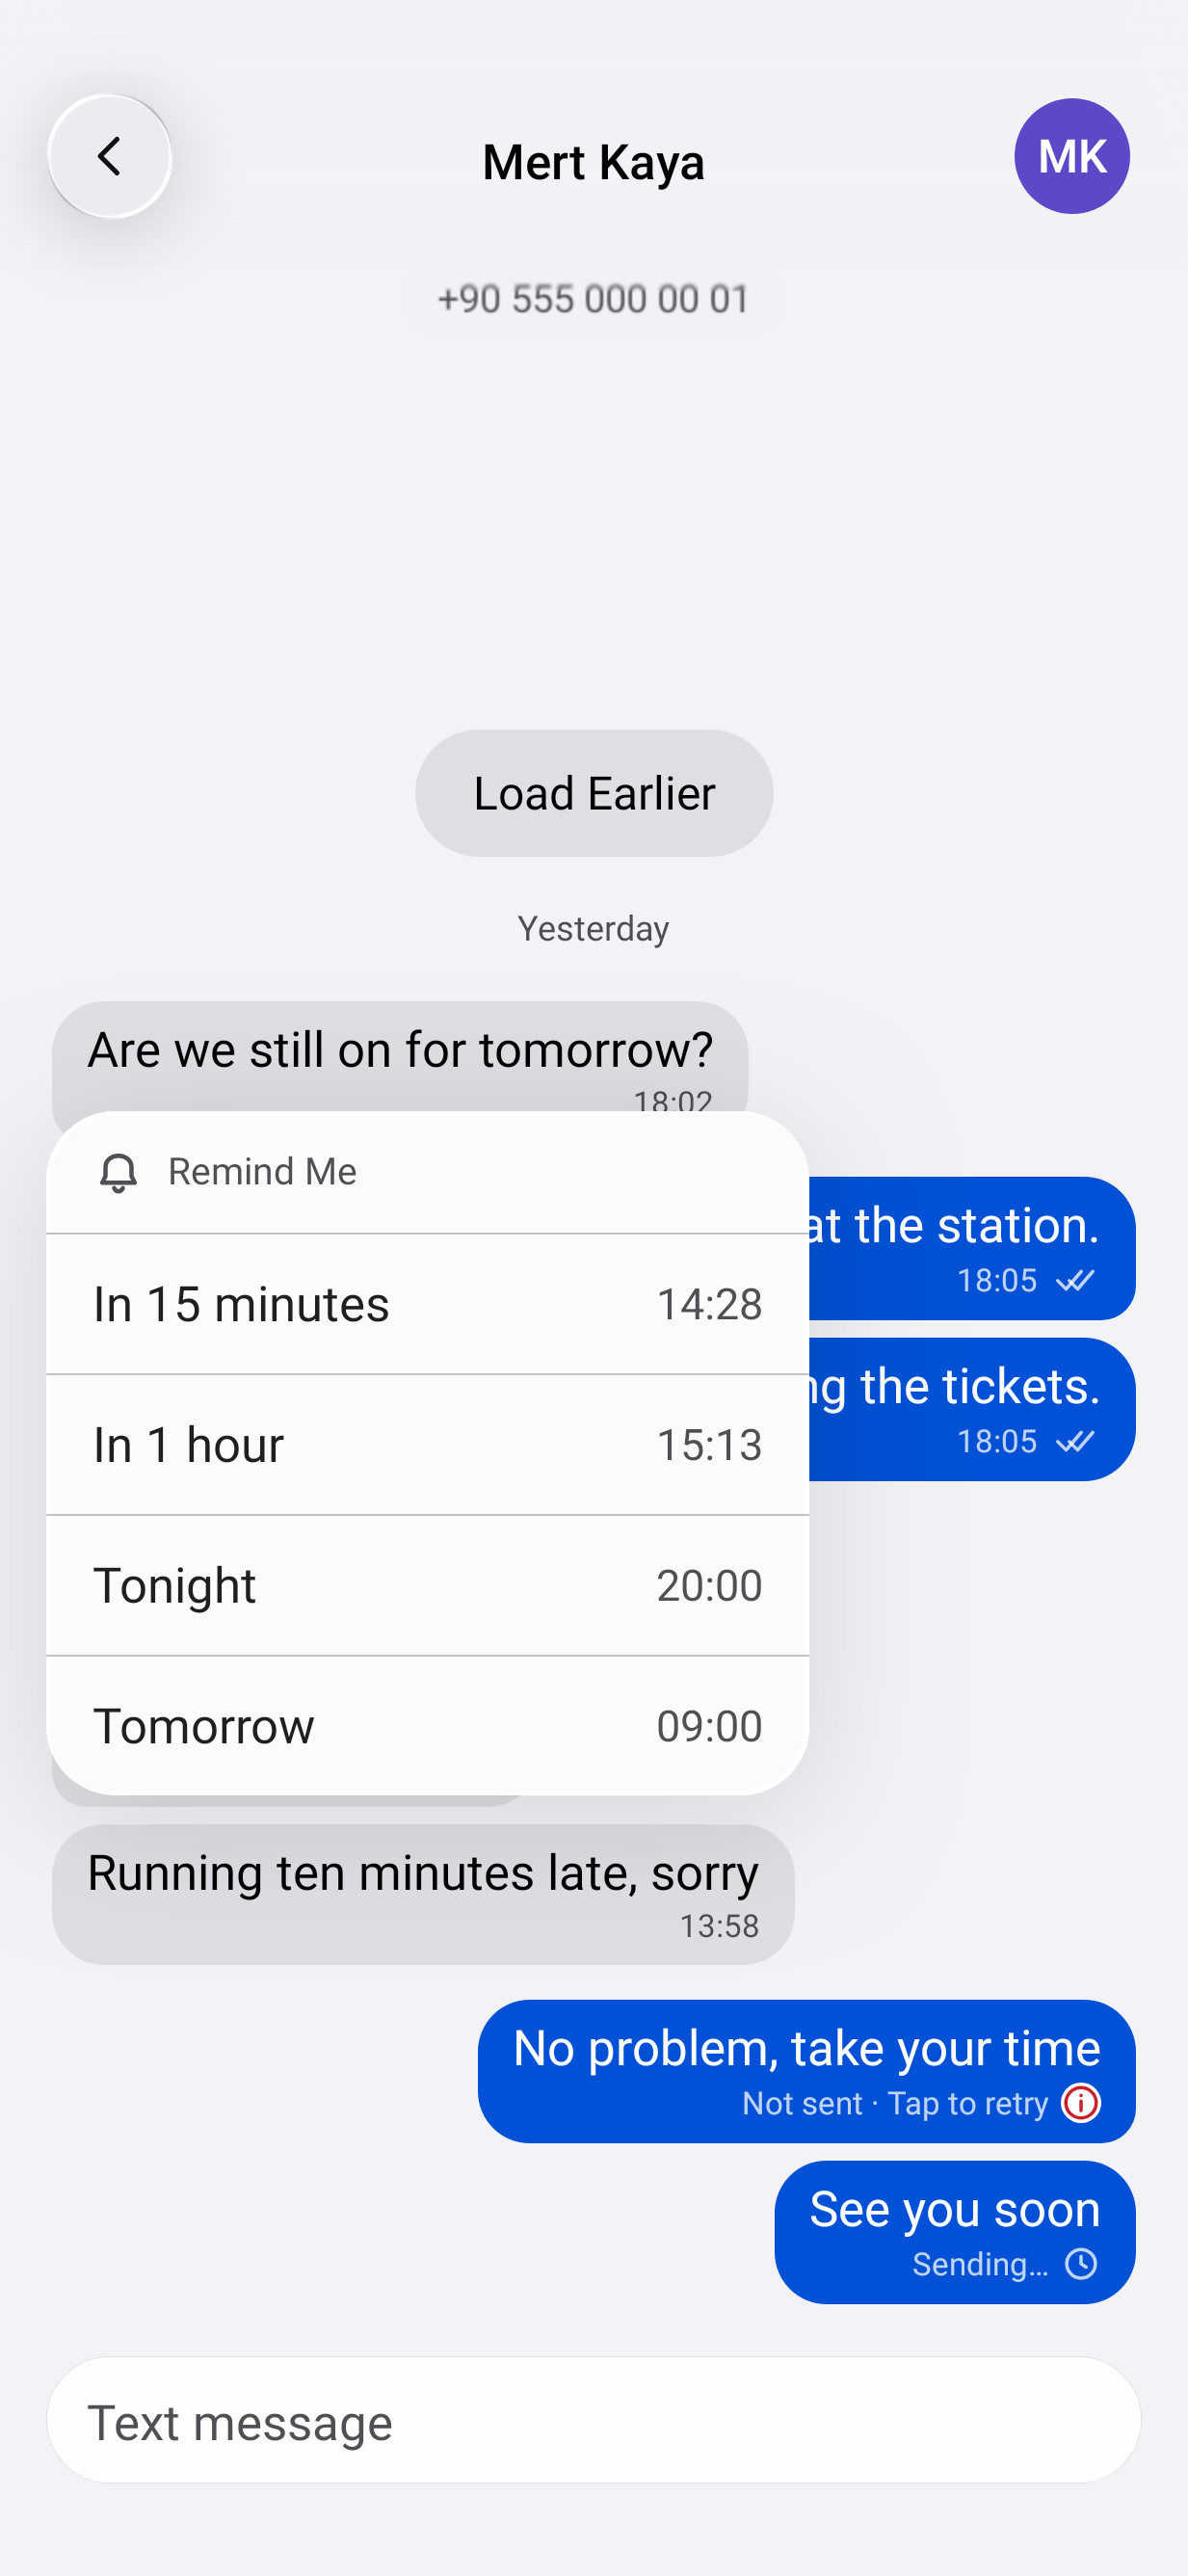 Mert Kaya
MK
+90 555 000 00 01
Load Earlier
Yesterday
Are we still on for tomorrow?
18:02
Remind Me
at the station.
18:05
In 15 minutes 14:28
the tickets.
18:05
In 1 hour 15:13
Tonight 20:00
Tomorrow 09:00
Running ten minutes late, sorry
13:58
No problem, take your time
Not sent · Tap to retry
See you soon
Sending...
Text message